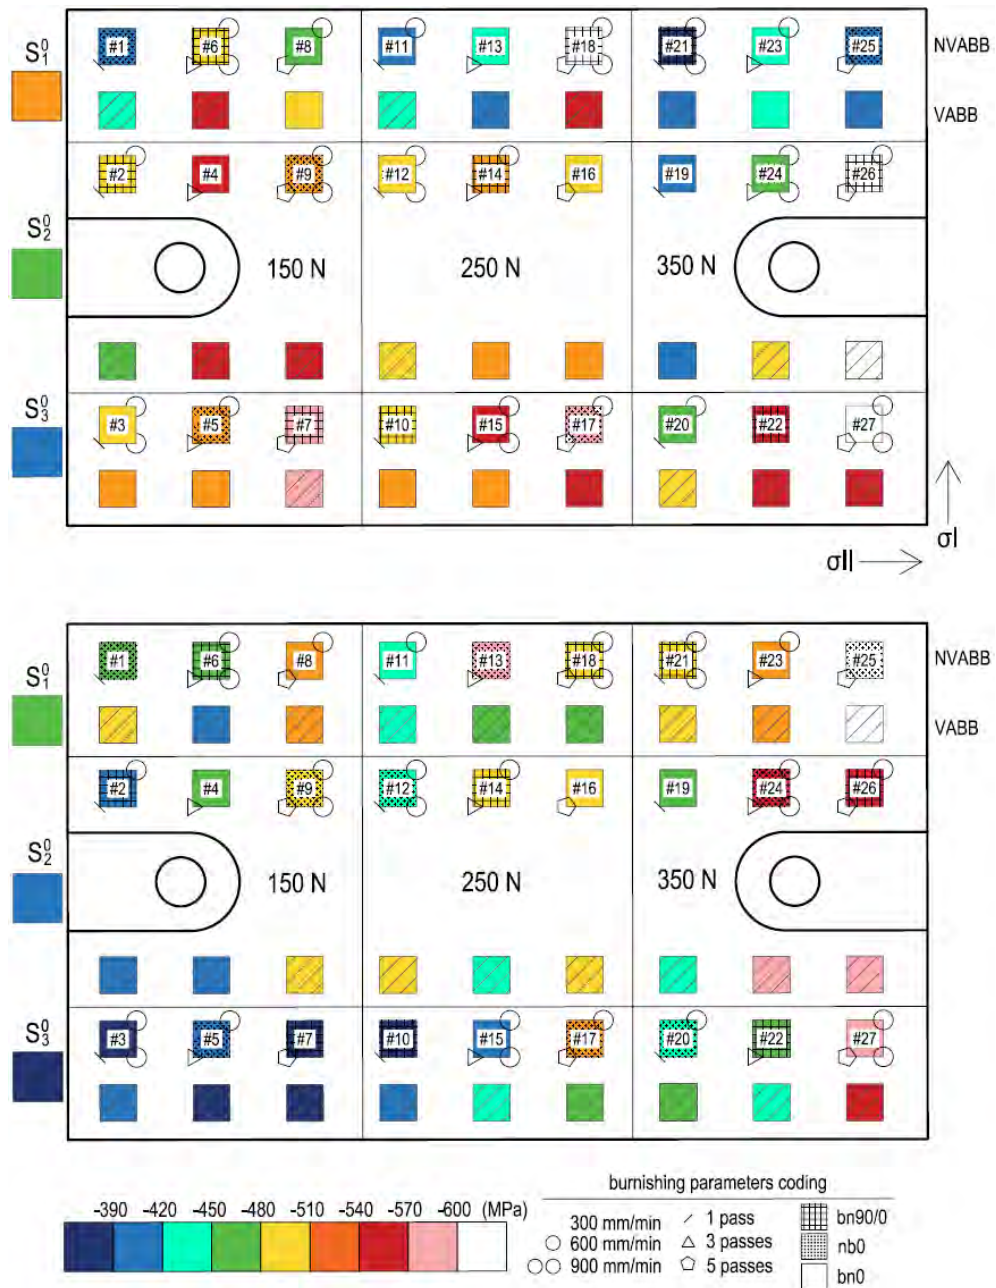 S⁰₁ #1 #6 #8 #11 #13 #18 #21 #23 #25 NVABB
VABB
#2 #4 #9 #12 #14 #16 #19 #24 #26
S⁰₂ 150 N 250 N 350 N
S⁰₃ #3 #5 #7 #10 #15 #17 #20 #22 #27
σI
σII
S⁰₁ #1 #6 #8 #11 #13 #18 #21 #23 #25 NVABB
VABB
#2 #4 #9 #12 #14 #16 #19 #24 #26
S⁰₂ 150 N 250 N 350 N
S⁰₃ #3 #5 #7 #10 #15 #17 #20 #22 #27
-390 -420 -450 -480 -510 -540 -570 -600 (MPa)
burnishing parameters coding
300 mm/min 1 pass bn90/0
600 mm/min 3 passes nb0
900 mm/min 5 passes bn0